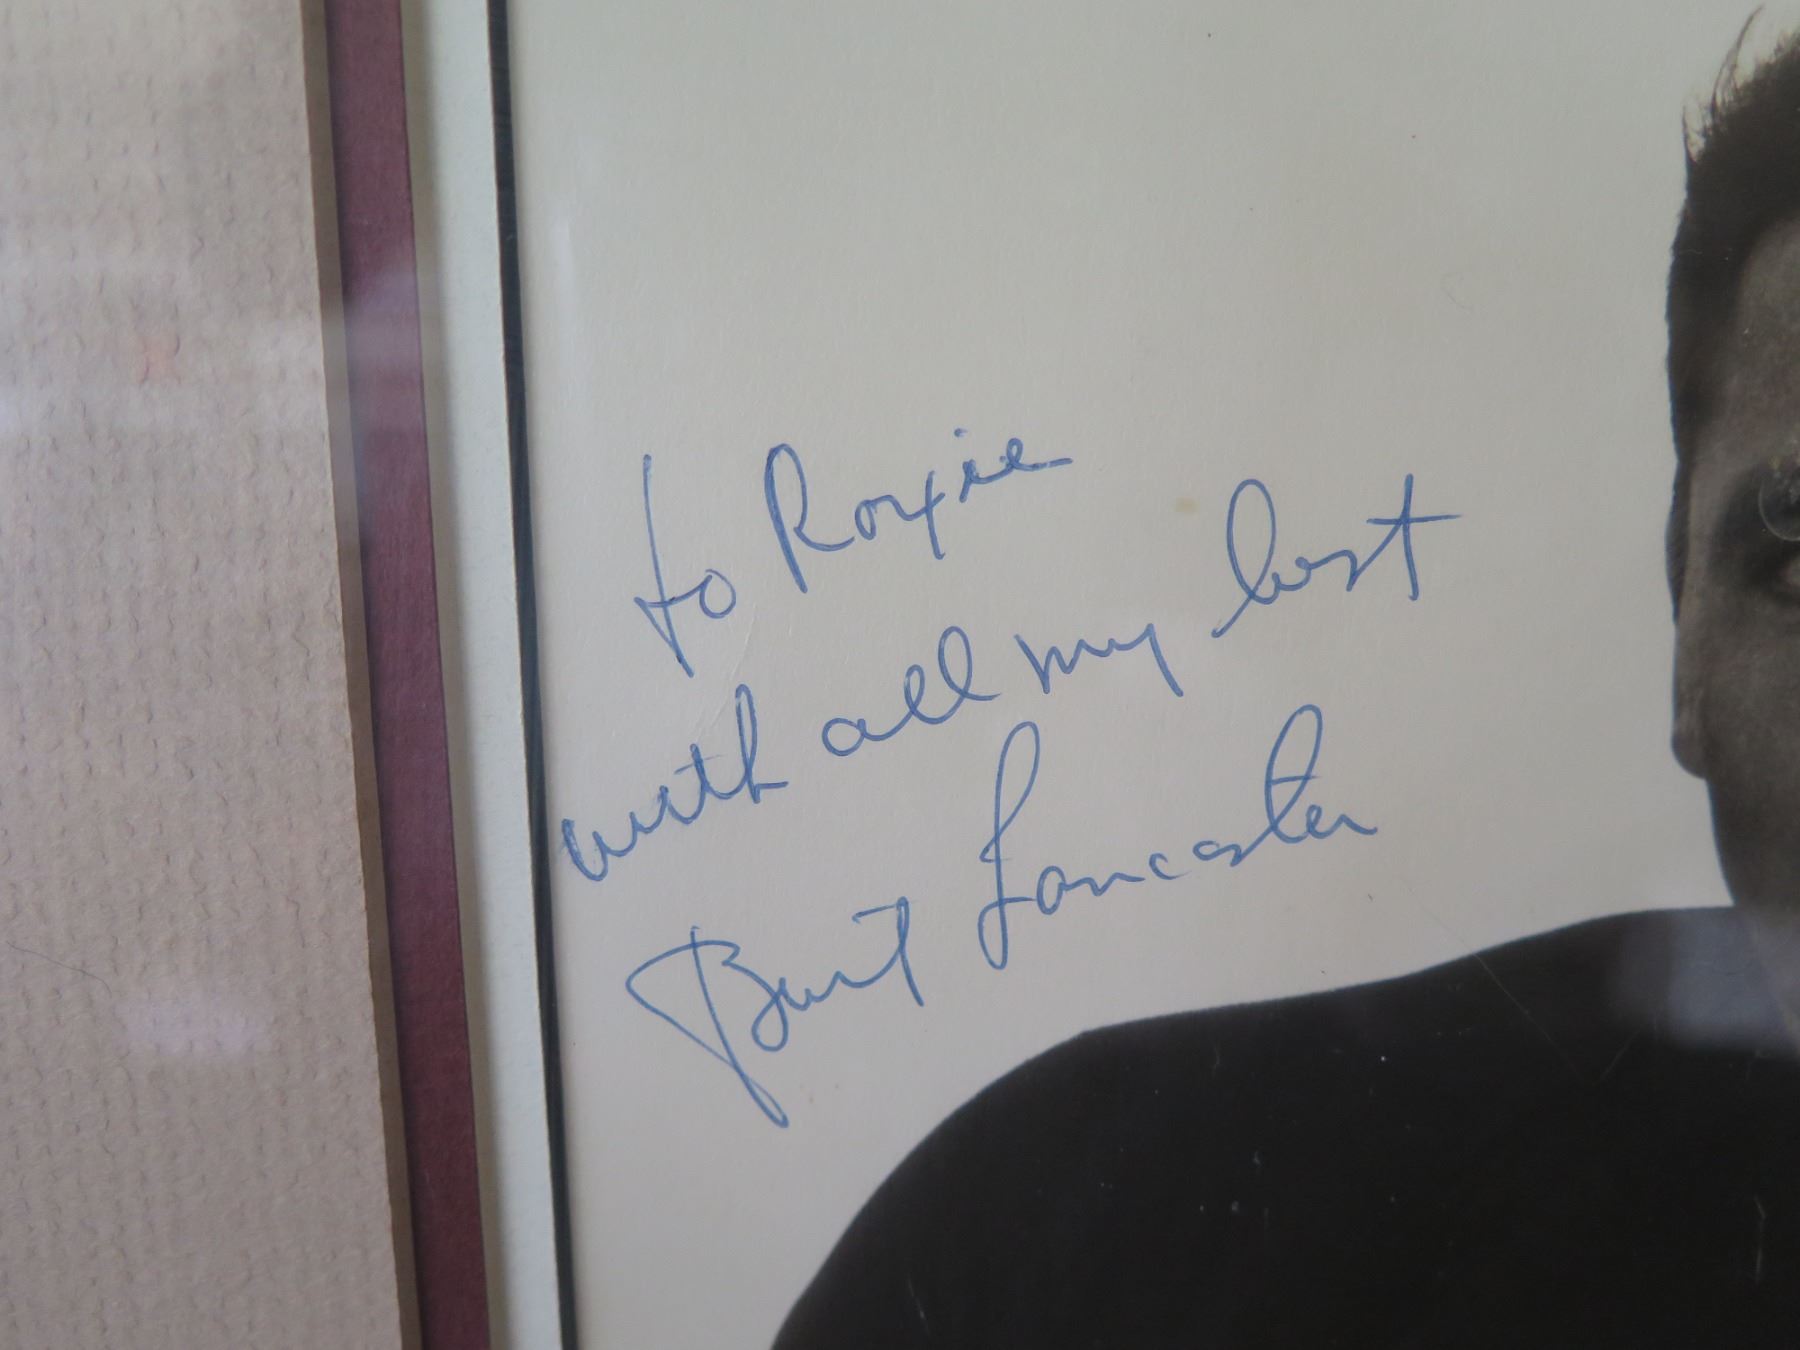 to Roxie
with all my best
Burt Lancaster